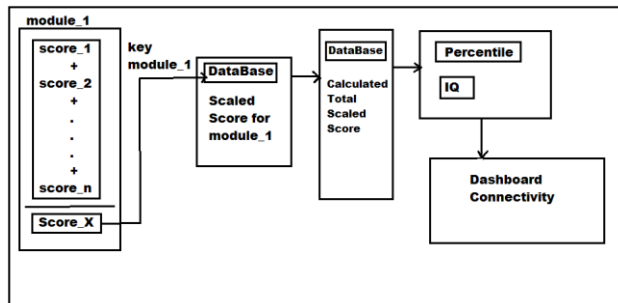 module_1
score_1
+
score_2
+
.
.
.
+
score_n
Score_X
key
module_1
DataBase
Scaled
Score for
module_1
DataBase
Calculated
Total
Scaled
Score
Percentile
IQ
Dashboard
Connectivity